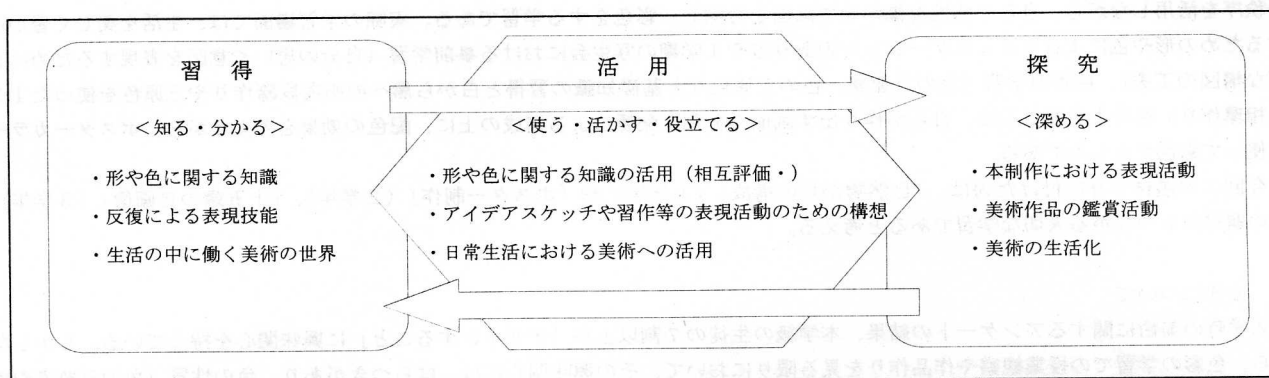 習得
<知る・分かる>
・形や色に関する知識
・反復による表現技能
・生活の中に働く美術の世界
活用
<使う・活かす・役立てる>
・形や色に関する知識の活用（相互評価・）
・アイデアスケッチや習作等の表現活動のための構想
・日常生活における美術への活用
探究
<深める>
・本制作における表現活動
・美術作品の鑑賞活動
・美術の生活化